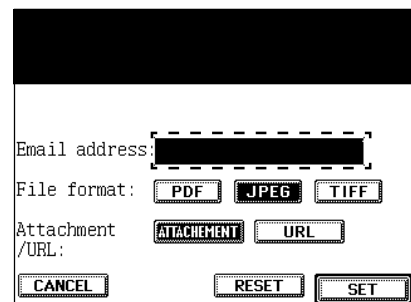 Email address:
File format: PDF JPEG TIFF
Attachment ATTACHEMENT URL
/URL:
CANCEL RESET SET